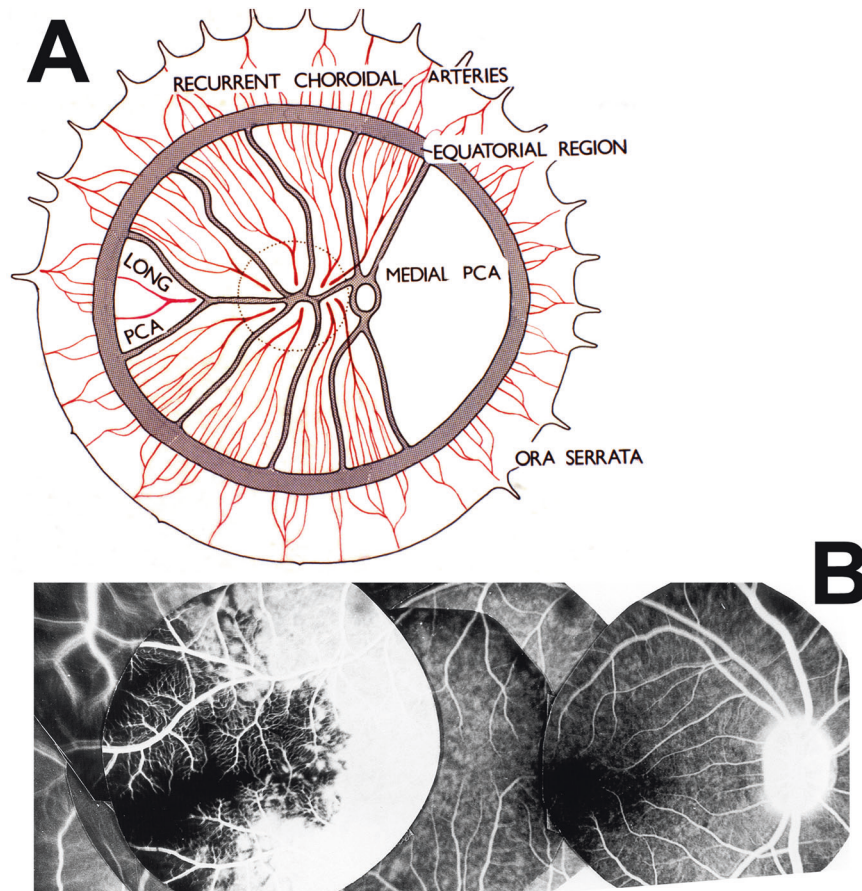 A
RECURRENT CHOROIDAL ARTERIES
EQUATORIAL REGION
LONG
PCA
MEDIAL PCA
ORA SERRATA
B